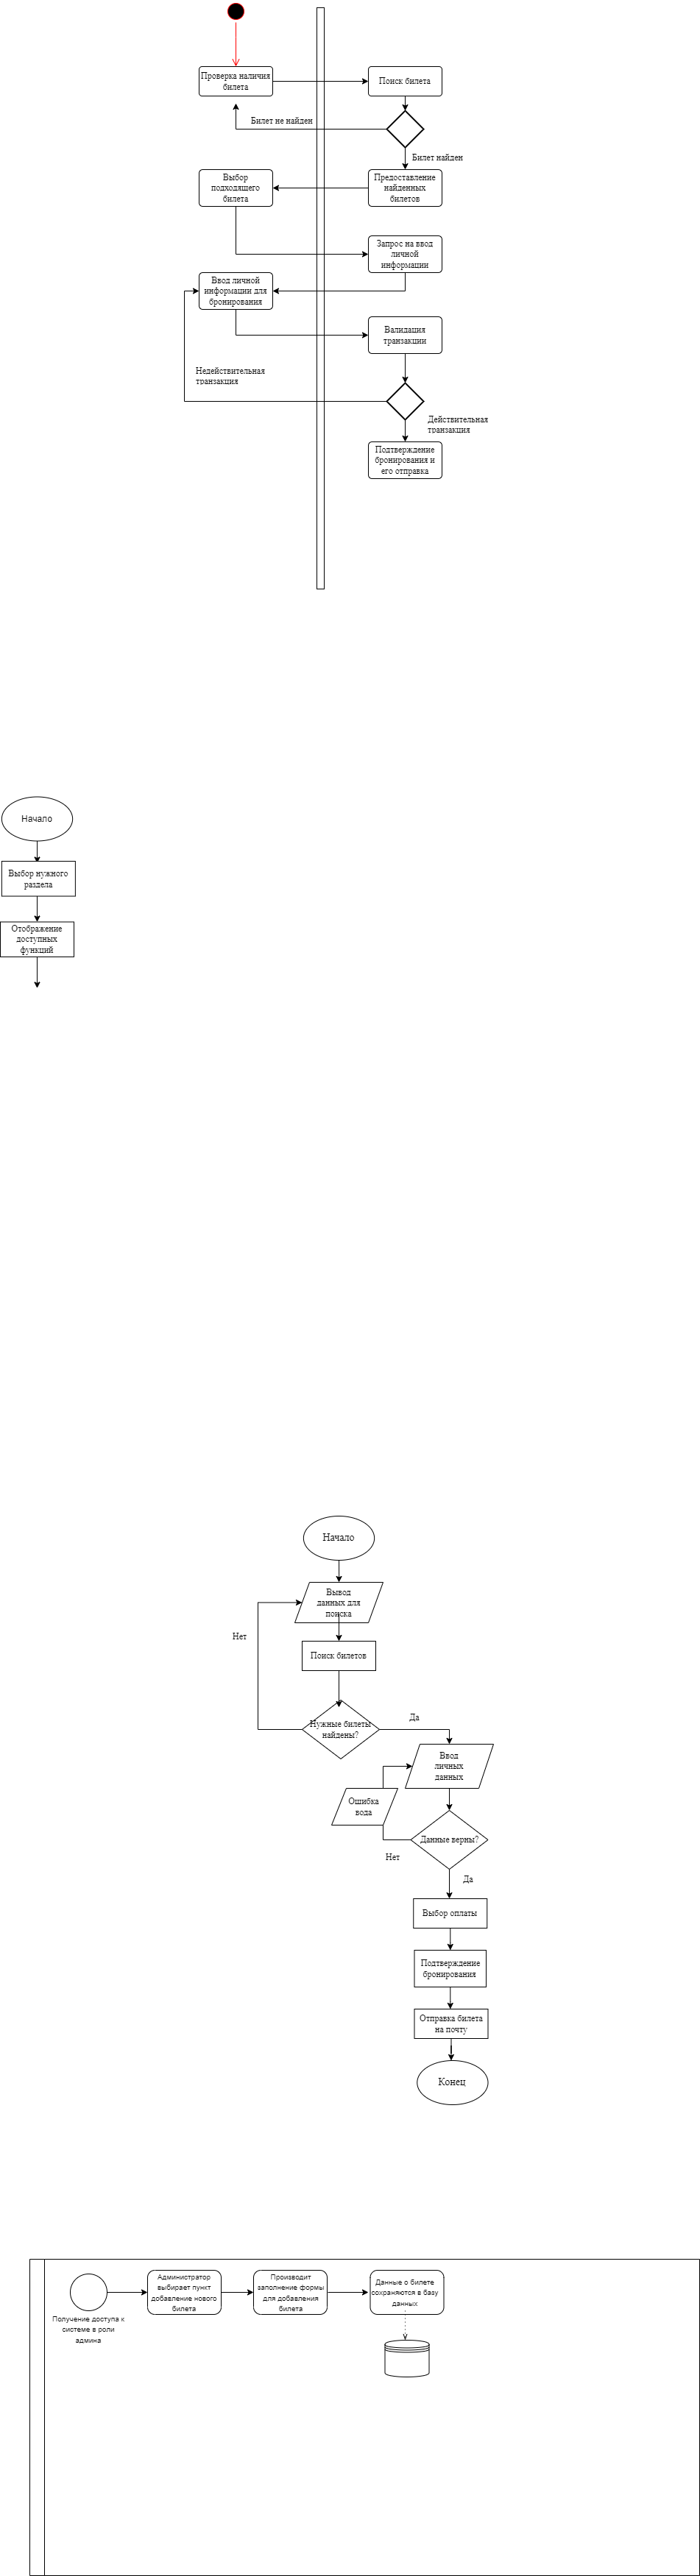 Проверка наличия
билета
Поиск билета
Билет не найден
Билет найден
Выбор
подходящего
билета
Предоставление
найденных
билетов
Запрос на ввод
личной
информации
Ввод личной
информации для
бронирования
Валидация
транзакции
Недействительная
транзакция
Действительная
транзакция
Подтверждение
бронирования и
его отправка
Начало
Выбор нужного
раздела
Отображение
доступных
функций
Начало
Вывод
данных для
поиска
Нет
Поиск билетов
Нужные билеты
найдены?
Да
Ввод
личных
данных
Ошибка
вода
Данные верны?
Нет
Да
Выбор оплаты
Подтверждение
бронирования
Отправка билета
на почту
Конец
Получение доступа к
системе в роли
админа
Администратор
выбирает пункт
добавление нового
билета
Производит
заполнение формы
для добавления
билета
Данные о билете
сохраняются в базу
данных